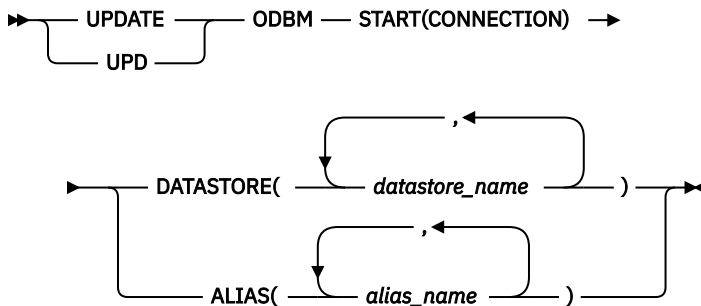 UPDATE ODBM START(CONNECTION)
UPD
,
DATASTORE( datastore_name )
,
ALIAS( alias_name )